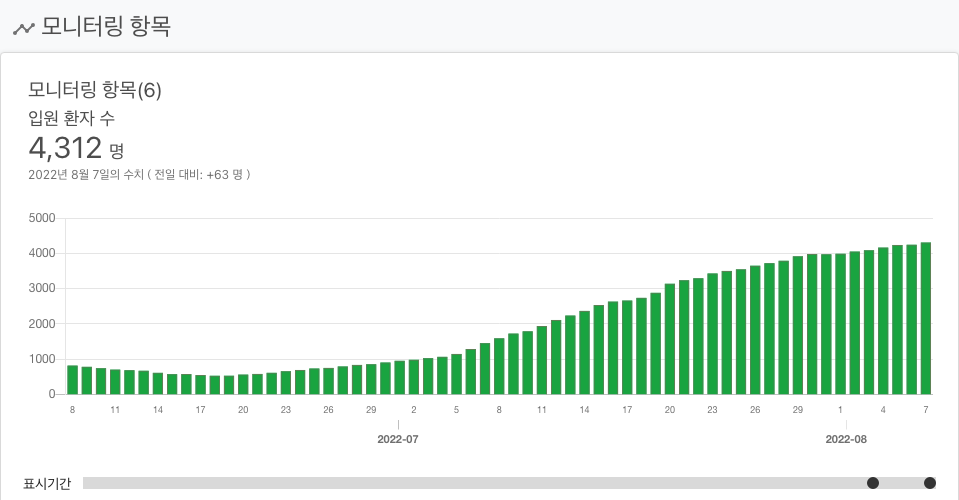 모니터링 항목
모니터링 항목(6)
입원 환자 수
4,312 명
2022년 8월 7일의 수치 ( 전일 대비: +63 명 )
5000
4000
3000
2000
1000
0
8 11 14 17 20 23 26 29 2 5 8 11 14 17 20 23 26 29 1 4 7
2022-07 2022-08
표시기간